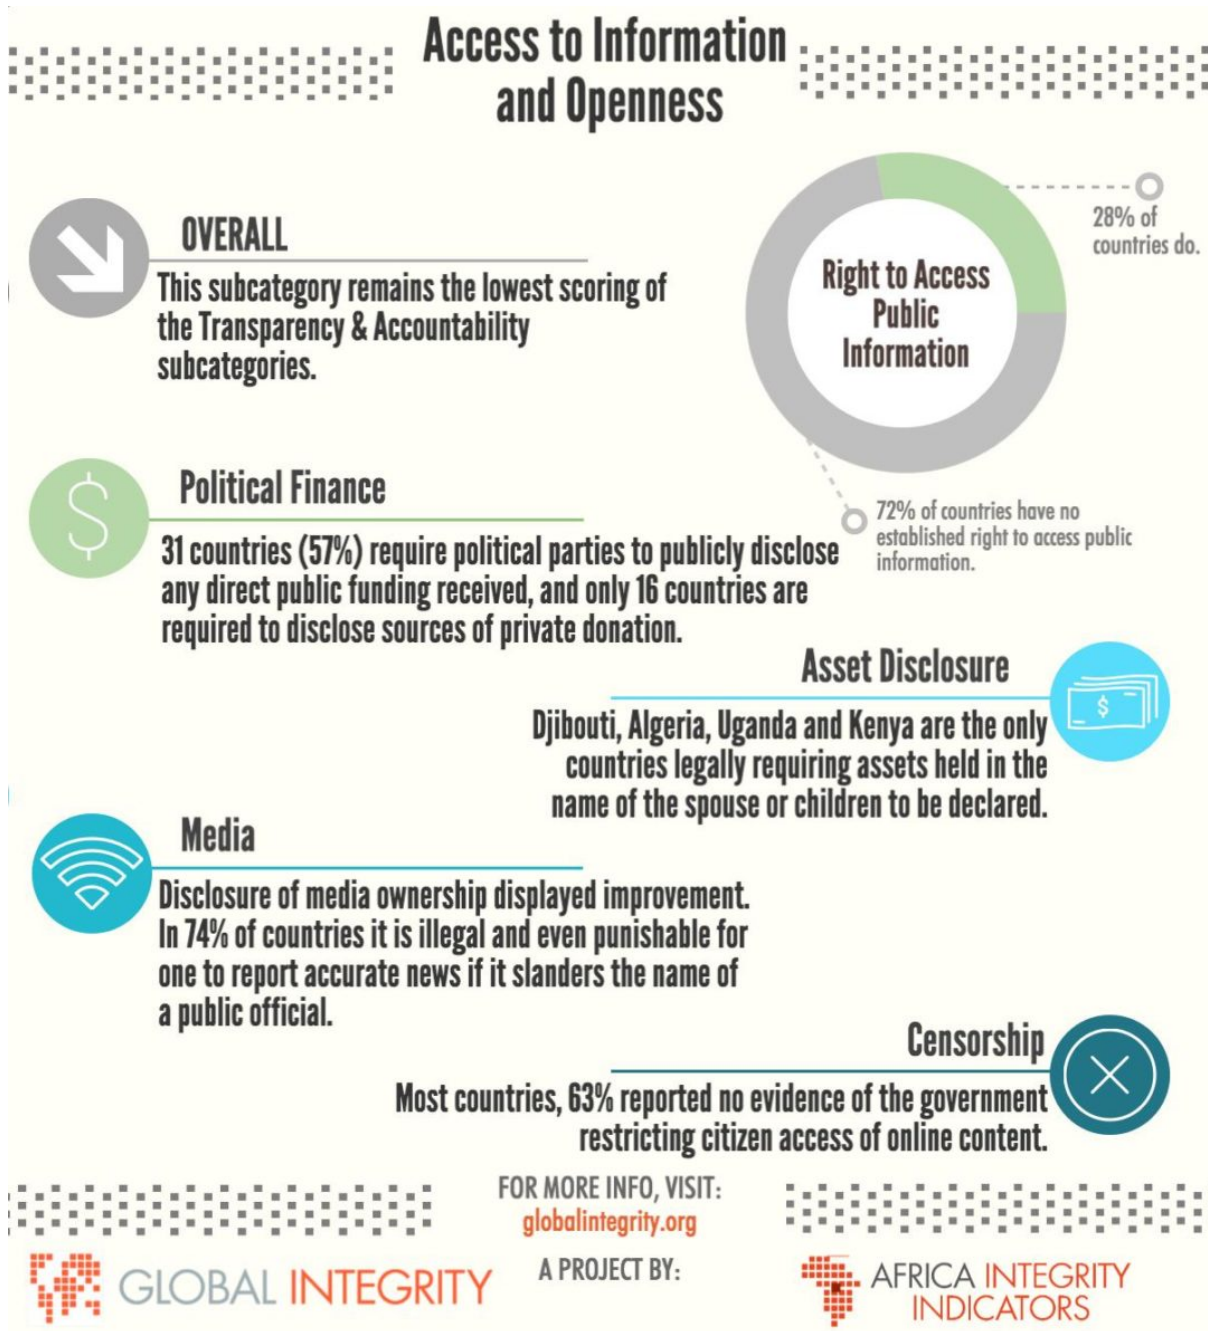 Access to Information
and Openness
OVERALL
This subcategory remains the lowest scoring of
the Transparency & Accountability
subcategories.
28% of
countries do.
Right to Access
Public
Information
72% of countries have no
established right to access public
information.
$
Political Finance
31 countries (57%) require political parties to publicly disclose
any direct public funding received, and only 16 countries are
required to disclose sources of private donation.
Asset Disclosure
$
Djibouti, Algeria, Uganda and Kenya are the only
countries legally requiring assets held in the
name of the spouse or children to be declared.
Media
Disclosure of media ownership displayed improvement.
In 74% of countries it is illegal and even punishable for
one to report accurate news if it slanders the name of
a public official.
Censorship
Most countries, 63% reported no evidence of the government
restricting citizen access of online content.
FOR MORE INFO, VISIT:
globalintegrity.org
A PROJECT BY:
GLOBAL INTEGRITY
AFRICA INTEGRITY
INDICATORS